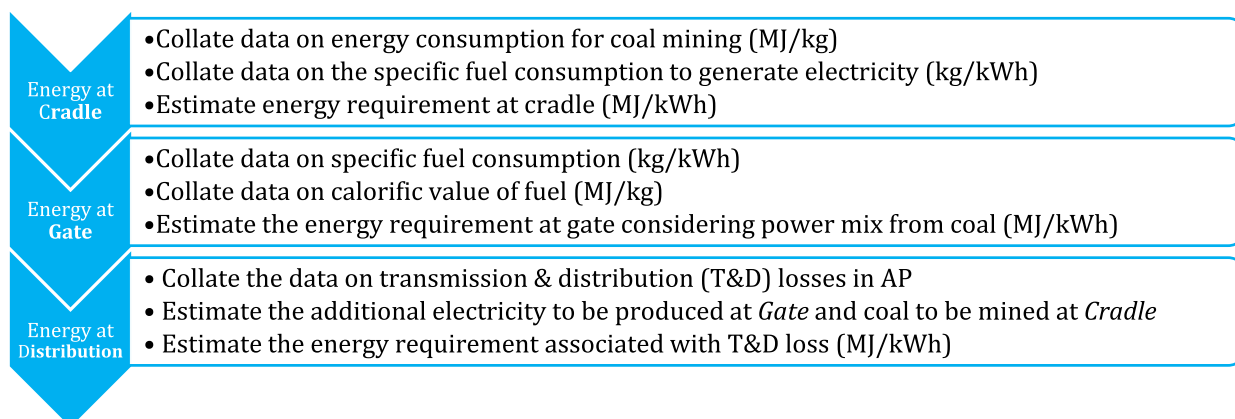 Energy at
Cradle
•Collate data on energy consumption for coal mining (MJ/kg)
•Collate data on the specific fuel consumption to generate electricity (kg/kWh)
•Estimate energy requirement at cradle (MJ/kWh)
Energy at
Gate
•Collate data on specific fuel consumption (kg/kWh)
•Collate data on calorific value of fuel (MJ/kg)
•Estimate the energy requirement at gate considering power mix from coal (MJ/kWh)
Energy at
Distribution
• Collate the data on transmission & distribution (T&D) losses in AP
• Estimate the additional electricity to be produced at Gate and coal to be mined at Cradle
• Estimate the energy requirement associated with T&D loss (MJ/kWh)